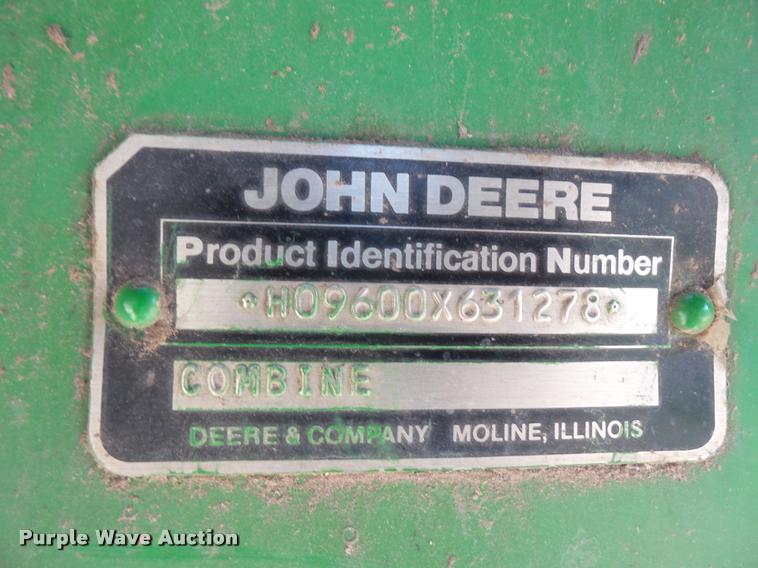 JOHN DEERE
Product Identification Number
*H09600X631278*
COMBINE
DEERE & COMPANY MOLINE, ILLINOIS
Purple Wave Auction